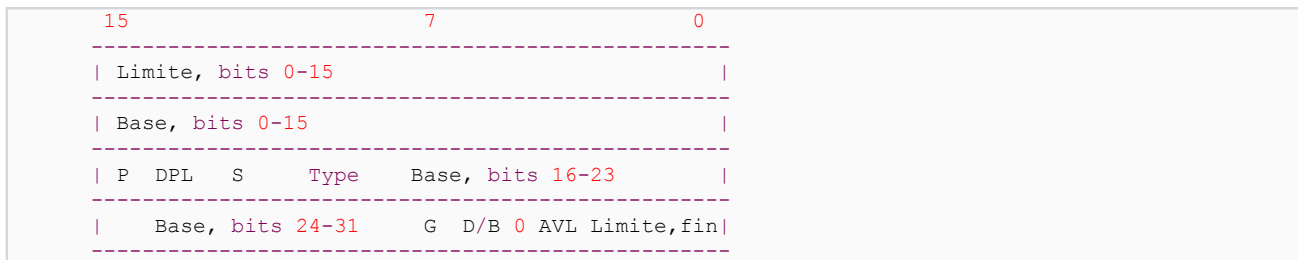 15 7 0
--------------------------------------------------
| Limite, bits 0-15 |
--------------------------------------------------
| Base, bits 0-15 |
--------------------------------------------------
| P DPL S Type Base, bits 16-23 |
--------------------------------------------------
| Base, bits 24-31 G D/B 0 AVL Limite,fin|
--------------------------------------------------